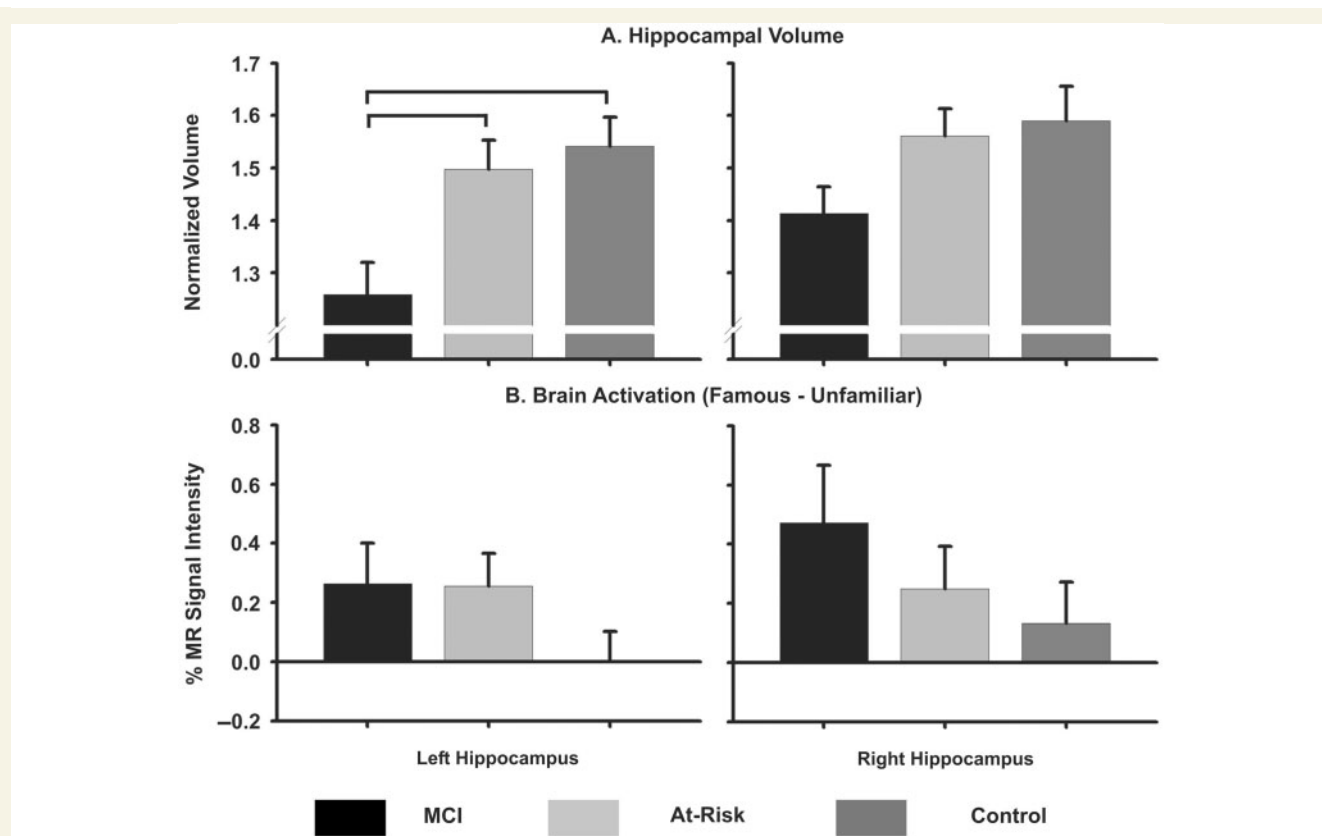 A. Hippocampal Volume
Normalized Volume
1.7
1.6
1.5
1.4
1.3
0.0
B. Brain Activation (Famous - Unfamiliar)
% MR Signal Intensity
0.8
0.6
0.4
0.2
0.0
–0.2
Left Hippocampus
Right Hippocampus
MCI
At-Risk
Control